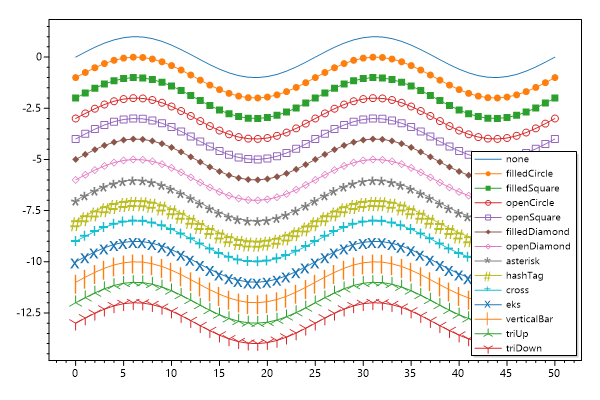 0
-2.5
-5
-7.5
-10
-12.5
none
filledCircle
filledSquare
openCircle
openSquare
filledDiamond
openDiamond
asterisk
hashTag
cross
eks
verticalBar
triUp
triDown
0 5 10 15 20 25 30 35 40 45 50